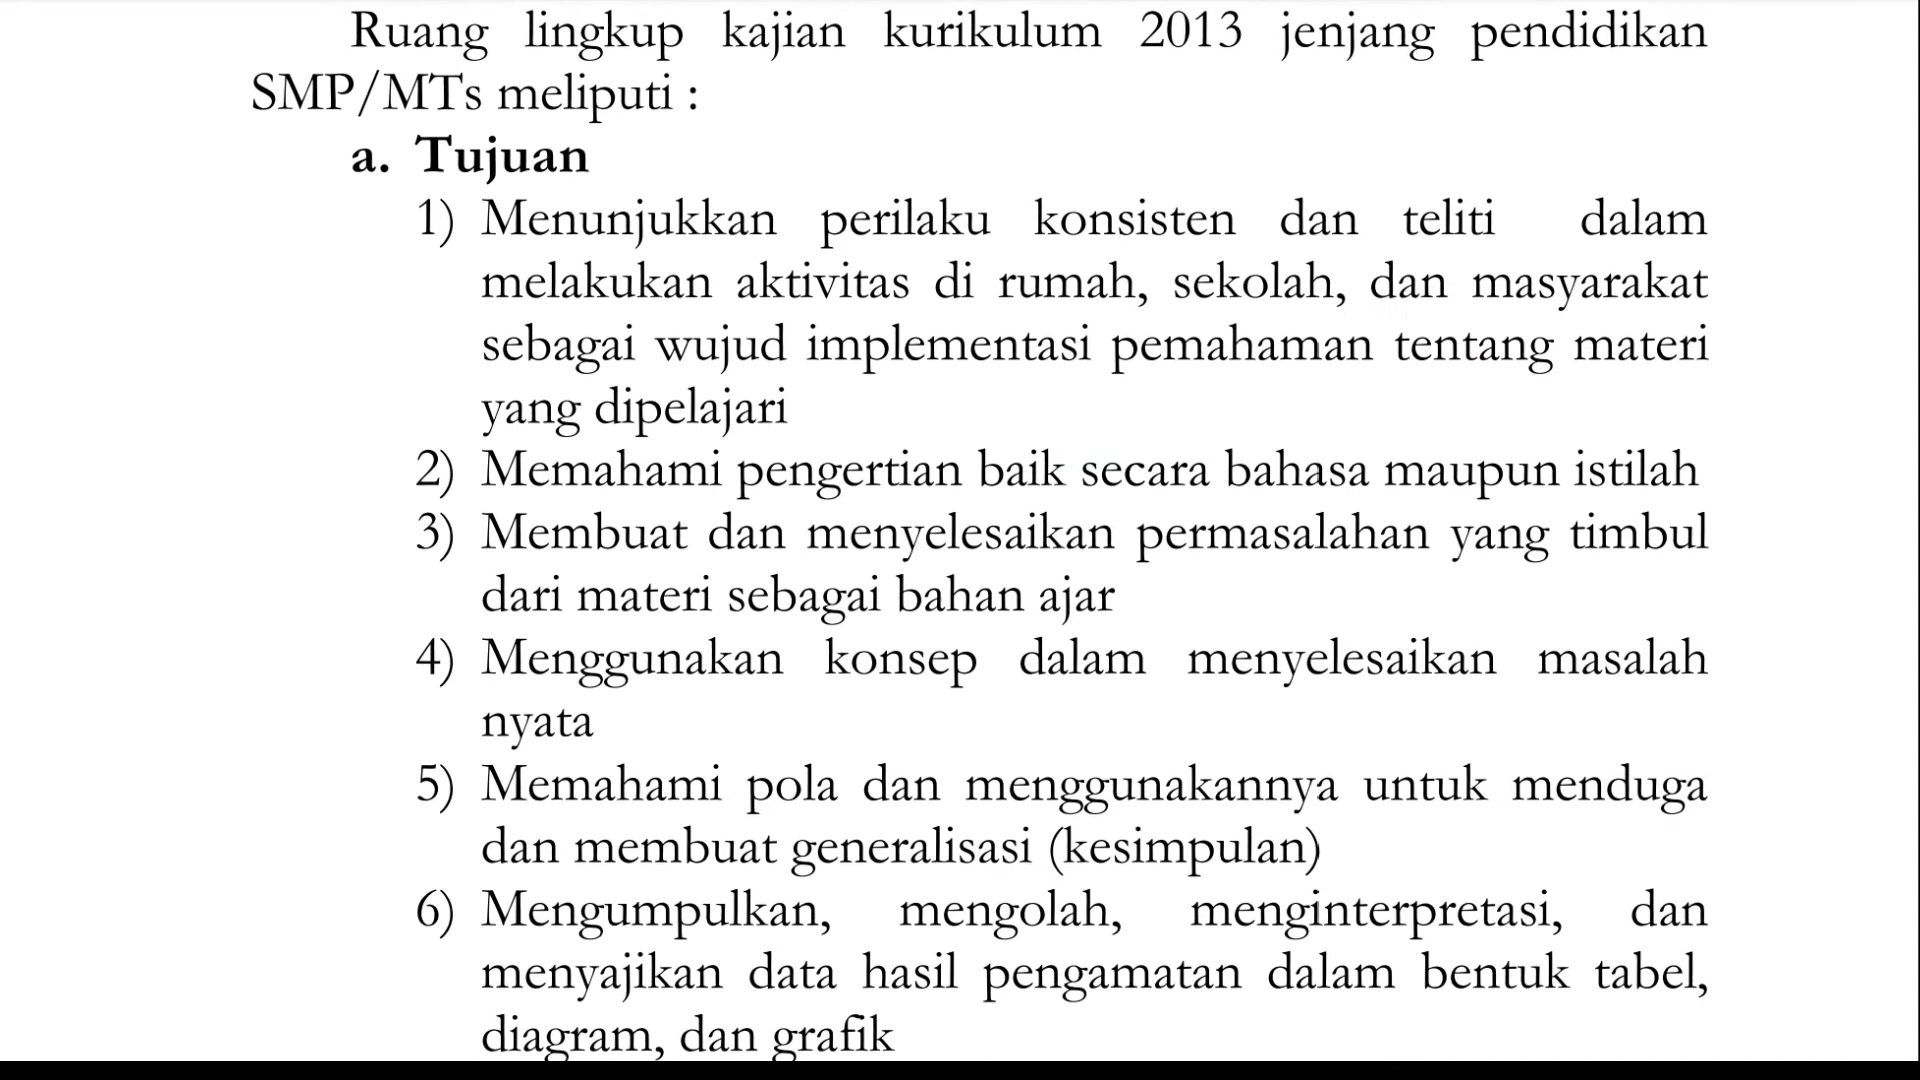 Ruang lingkup kajian kurikulum 2013 jenjang pendidikan
SMP/MTs meliputi :
a. Tujuan
1) Menunjukkan perilaku konsisten dan teliti dalam
melakukan aktivitas di rumah, sekolah, dan masyarakat
sebagai wujud implementasi pemahaman tentang materi
yang dipelajari
2) Memahami pengertian baik secara bahasa maupun istilah
3) Membuat dan menyelesaikan permasalahan yang timbul
dari materi sebagai bahan ajar
4) Menggunakan konsep dalam menyelesaikan masalah
nyata
5) Memahami pola dan menggunakannya untuk menduga
dan membuat generalisasi (kesimpulan)
6) Mengumpulkan, mengolah, menginterpretasi, dan
menyajikan data hasil pengamatan dalam bentuk tabel,
diagram, dan grafik